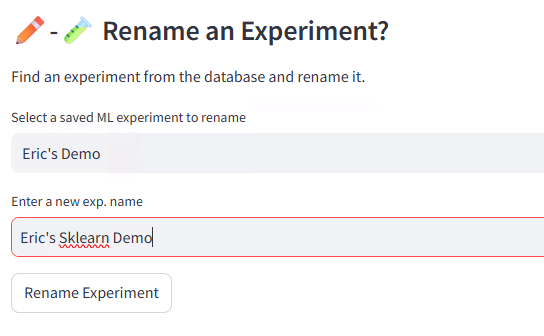 - Rename an Experiment?
Find an experiment from the database and rename it.
Select a saved ML experiment to rename
Eric's Demo
Enter a new exp. name
Eric's Sklearn Demo
Rename Experiment